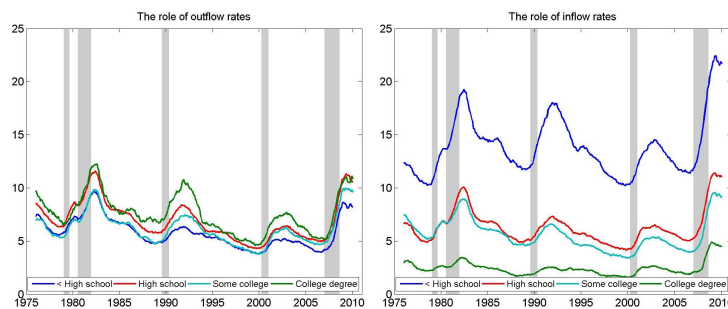 The role of outflow rates
25
20
15
10
5
0
< High school High school Some college College degree
1975 1980 1985 1990 1995 2000 2005 2010
The role of inflow rates
25
20
15
10
5
0
< High school High school Some college College degree
1975 1980 1985 1990 1995 2000 2005 2010